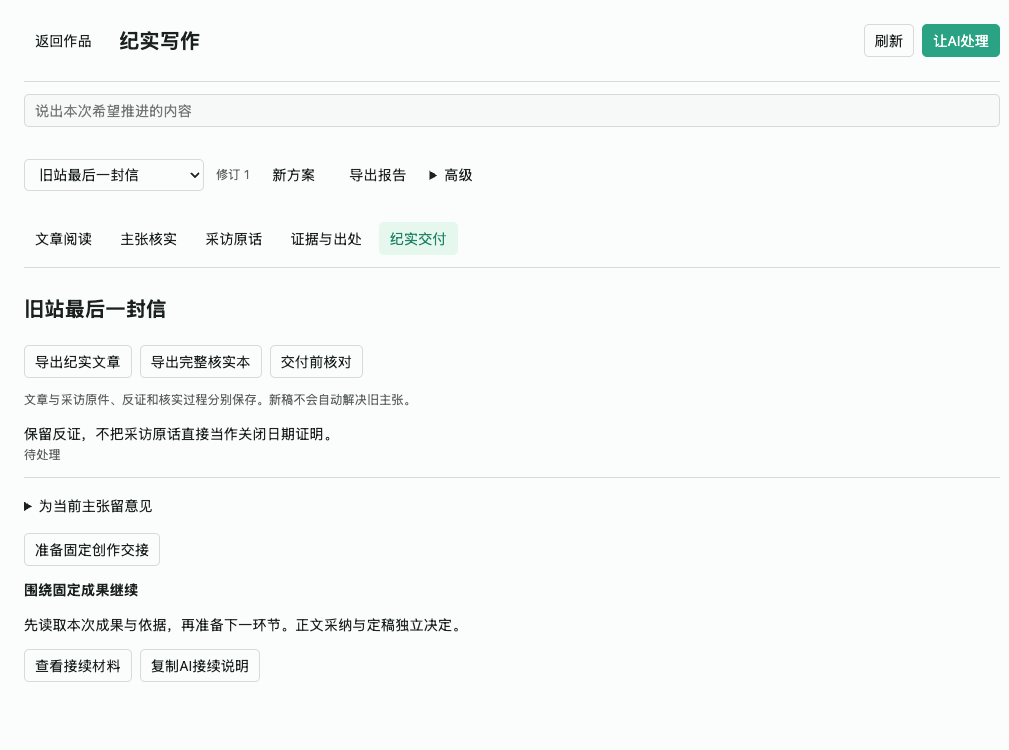 返回作品 纪实写作 刷新 让AI处理
说出本次希望推进的内容
旧站最后一封信 修订 1 新方案 导出报告 ▶ 高级
文章阅读 主张核实 采访原话 证据与出处 纪实交付
旧站最后一封信
导出纪实文章 导出完整核实本 交付前核对
文章与采访原件、反证和核实过程分别保存。新稿不会自动解决旧主张。
保留反证，不把采访原话直接当作关闭日期证明。
待处理
▶ 为当前主张留意见
准备固定创作交接
围绕固定成果继续
先读取本次成果与依据，再准备下一环节。正文采纳与定稿独立决定。
查看接续材料 复制AI接续说明